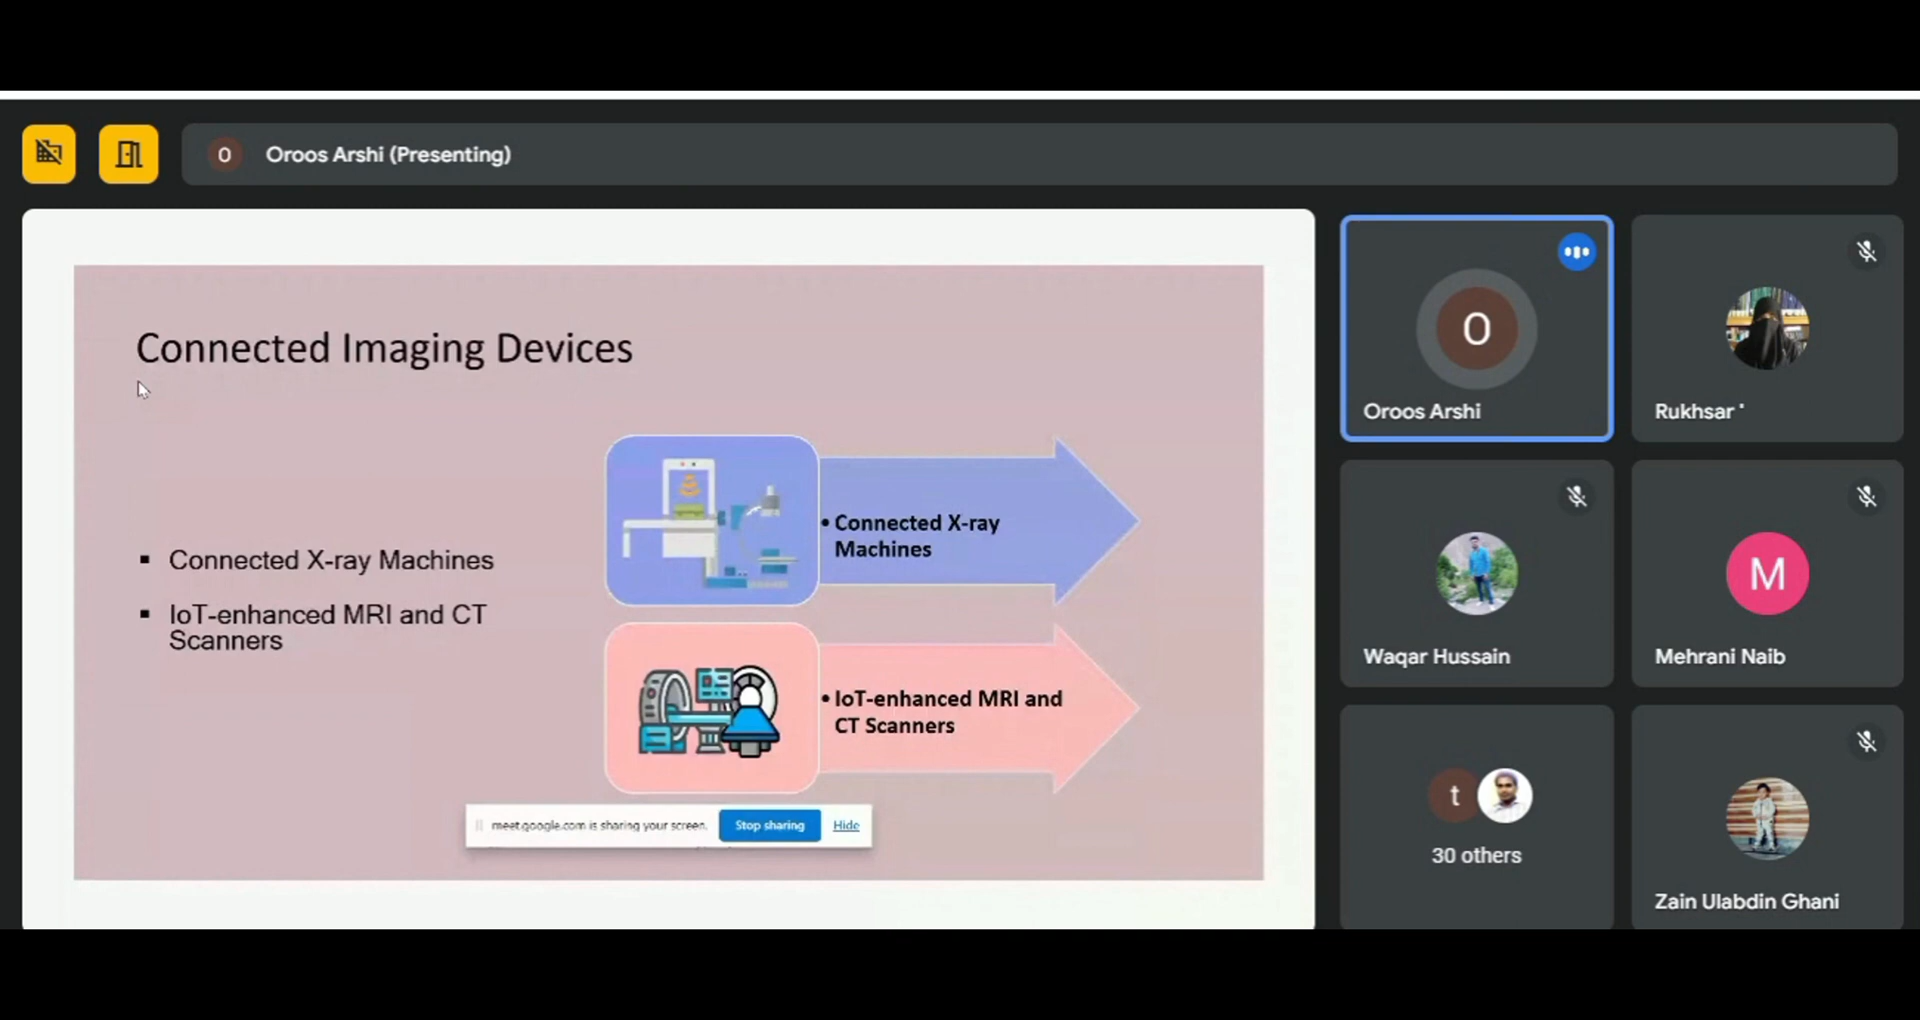 O Oroos Arshi (Presenting)
Connected Imaging Devices
▪ Connected X-ray Machines
▪ IoT-enhanced MRI and CT
Scanners
• Connected X-ray
Machines
• IoT-enhanced MRI and
CT Scanners
meet.google.com is sharing your screen. Stop sharing Hide
O
Oroos Arshi
Rukhsar '
Waqar Hussain
M
Mehrani Naib
t
30 others
Zain Ulabdin Ghani